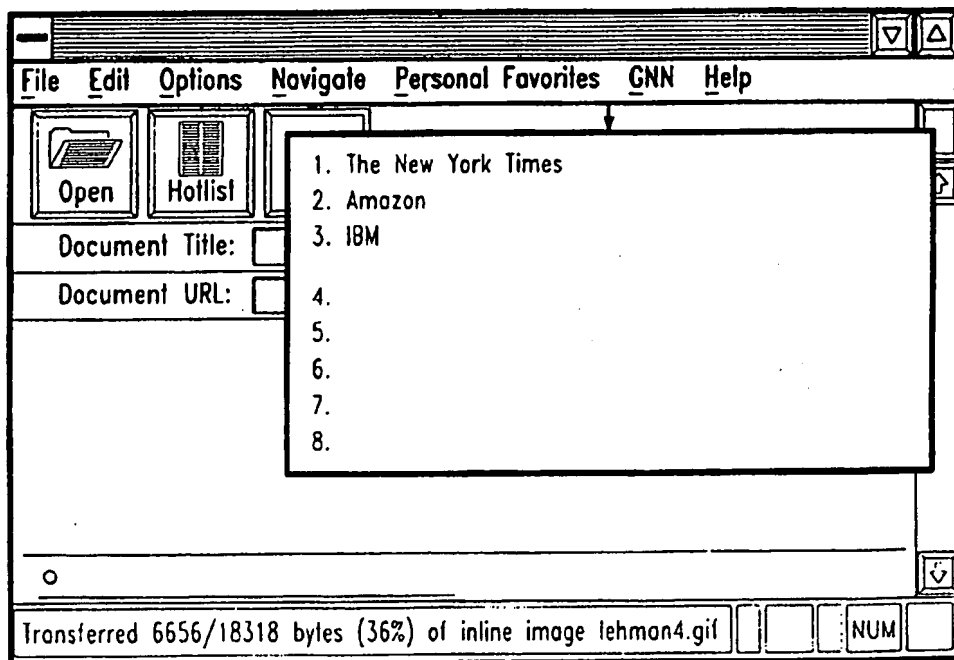 File Edit Options Navigate Personal Favorites GNN Help
Open Hotlist
1. The New York Times
2. Amazon
3. IBM
4.
5.
6.
7.
8.
Document Title:
Document URL:
Transferred 6656/18318 bytes (36%) of inline image lehman4.gif NUM